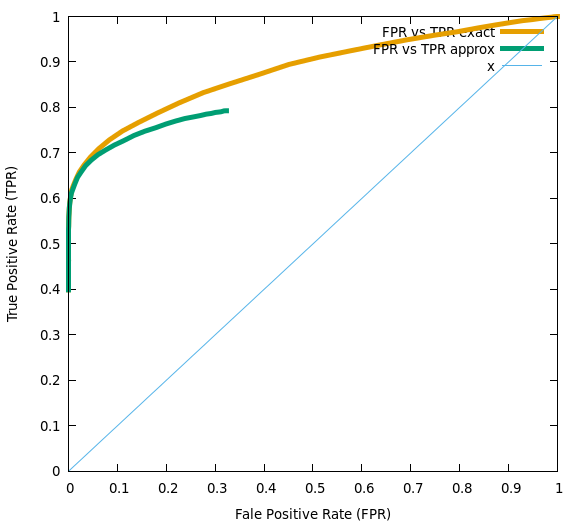 FPR vs TPR exact
FPR vs TPR approx
x
1
0.9
0.8
0.7
0.6
0.5
0.4
0.3
0.2
0.1
0
True Positive Rate (TPR)
0 0.1 0.2 0.3 0.4 0.5 0.6 0.7 0.8 0.9 1
Fale Positive Rate (FPR)